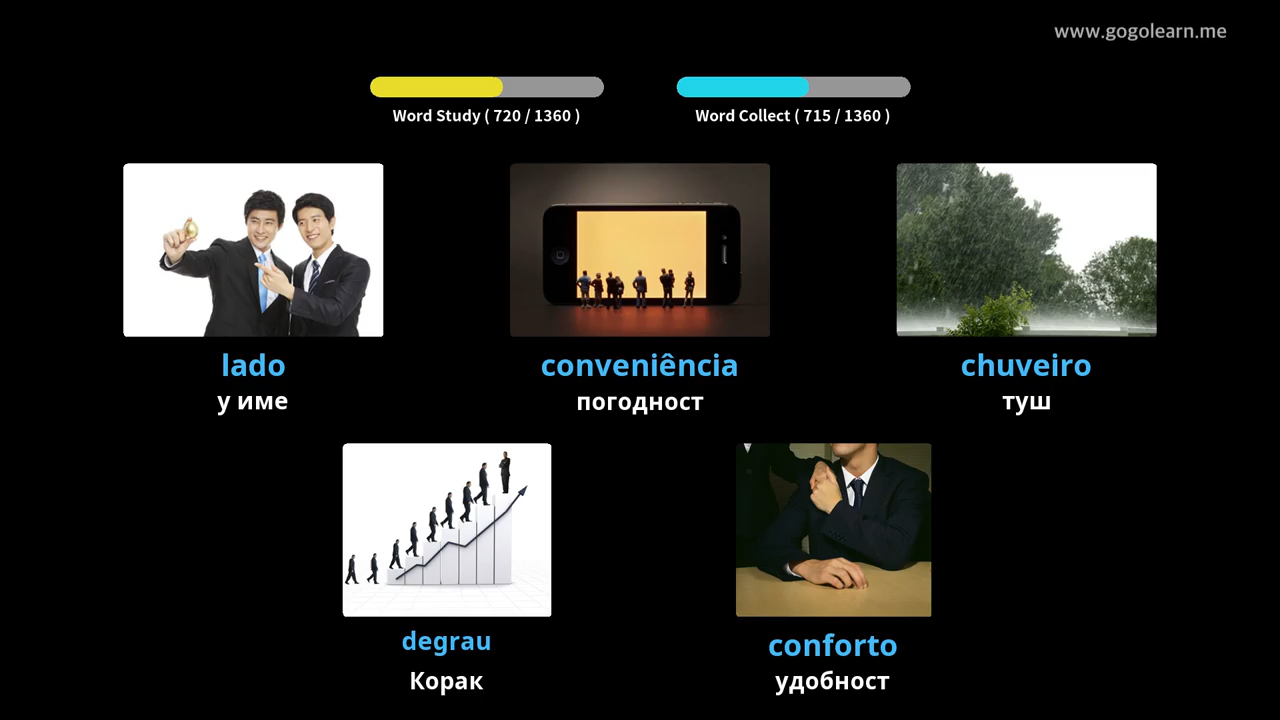 www.gogolearn.me
Word Study ( 720 / 1360 )
Word Collect ( 715 / 1360 )
lado
у име
conveniência
погодност
chuveiro
туш
degrau
Корак
conforto
удобност